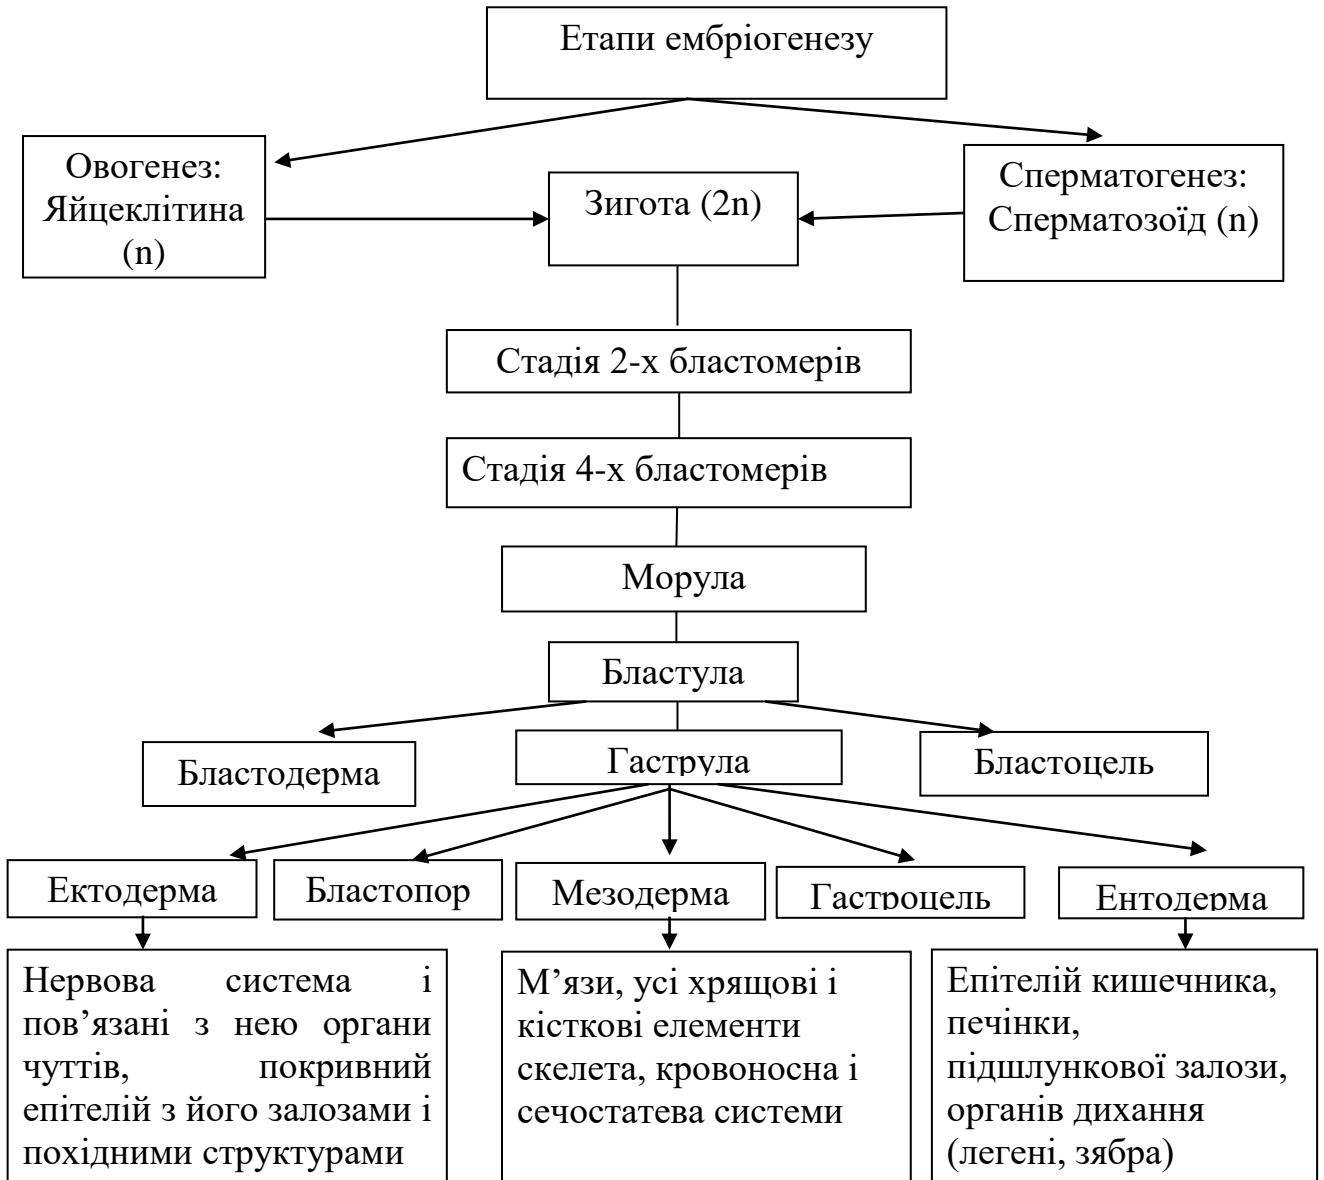 Етапи ембріогенезу
Овогенез:
Яйцеклітина
(n)
Зигота (2n)
Сперматогенез:
Сперматозоїд (n)
Стадія 2-х бластомерів
Стадія 4-х бластомерів
Морула
Бластула
Бластодерма
Гаструла
Бластоцель
Ектодерма
Бластопор
Мезодерма
Гастроцель
Ентодерма
Нервова система і
пов’язані з нею органи
чуттів, покривний
епітелій з його залозами і
похідними структурами
М’язи, усі хрящові і
кісткові елементи
скелета, кровоносна і
сечостатева системи
Епітелій кишечника,
печінки,
підшлункової залози,
органів дихання
(легені, зябра)